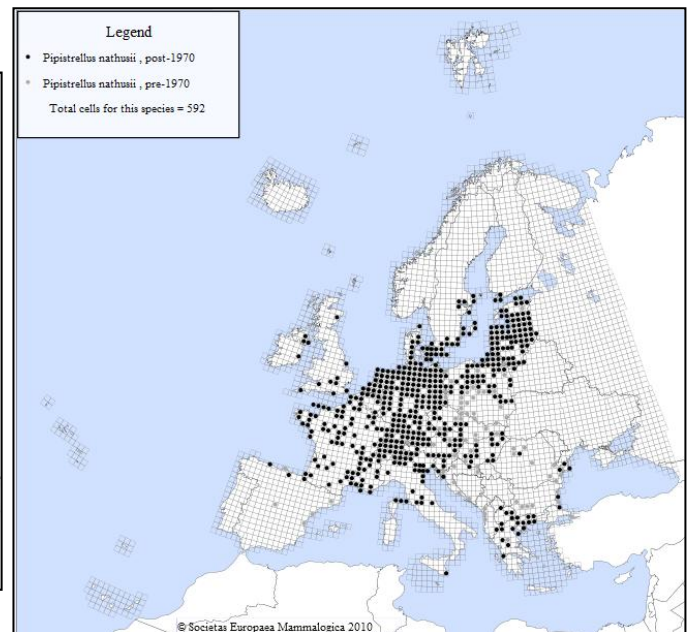 Legend
Pipistrellus nathusii , post-1970
Pipistrellus nathusii , pre-1970
Total cells for this species = 592
© Societas Europaea Mammalogica 2010